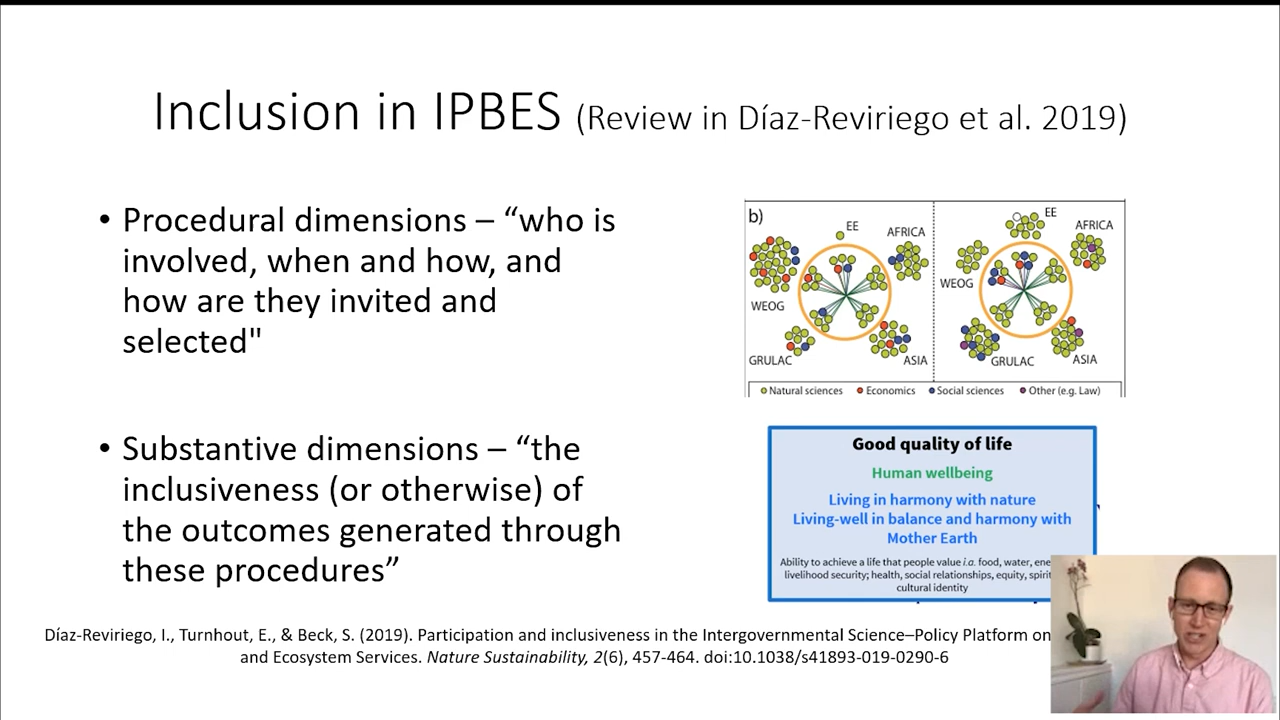 Inclusion in IPBES (Review in Díaz-Reviriego et al. 2019)
• Procedural dimensions – “who is
involved, when and how, and
how are they invited and
selected"
• Substantive dimensions – “the
inclusiveness (or otherwise) of
the outcomes generated through
these procedures”
b)
EE
AFRICA
WEOG
GRULAC
ASIA
EE
AFRICA
WEOG
GRULAC
ASIA
Natural sciences Economics Social sciences Other (e.g. Law)
Good quality of life
Human wellbeing
Living in harmony with nature
Living-well in balance and harmony with
Mother Earth
Ability to achieve a life that people value i.a. food, water,
livelihood security; health, social relationships, equity,
cultural identity
Díaz-Reviriego, I., Turnhout, E., & Beck, S. (2019). Participation and inclusiveness in the Intergovernmental Science–Policy Platform on
and Ecosystem Services. Nature Sustainability, 2(6), 457-464. doi:10.1038/s41893-019-0290-6